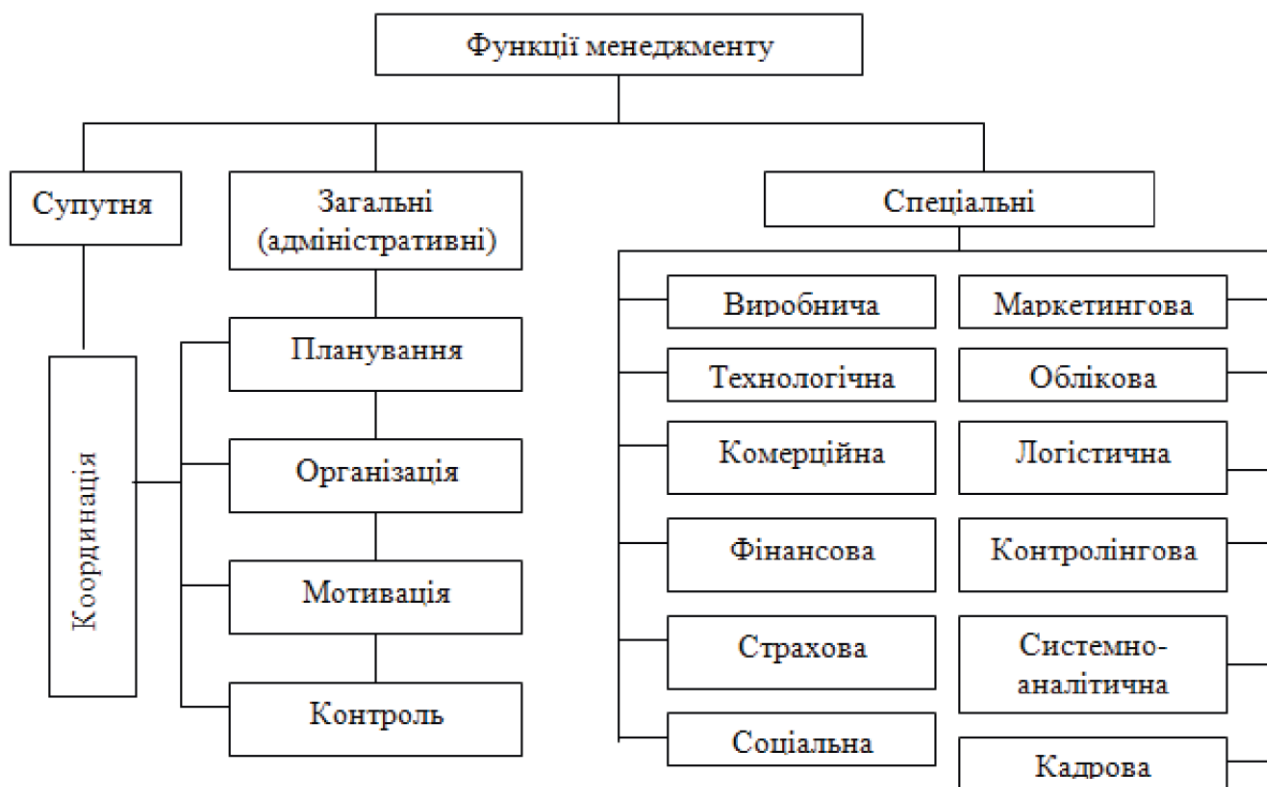 Функції менеджменту
Супутня
Загальні
(адміністративні)
Спеціальні
Координація
Планування
Організація
Мотивація
Контроль
Виробнича
Маркетингова
Технологічна
Облікова
Комерційна
Логістична
Фінансова
Контролінгова
Страхова
Системно-
аналітична
Соціальна
Кадрова